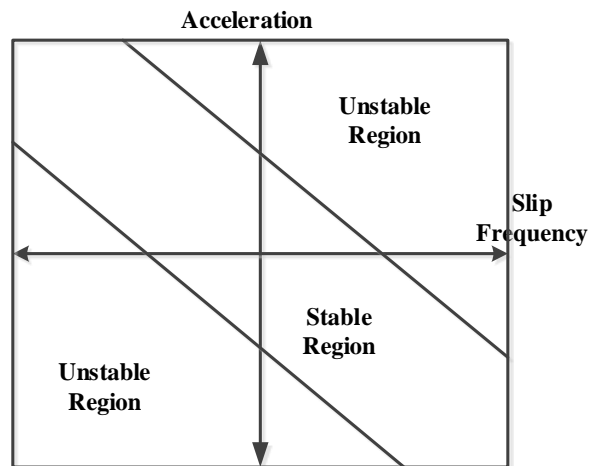 Acceleration
Unstable
Region
Slip
Frequency
Stable
Region
Unstable
Region